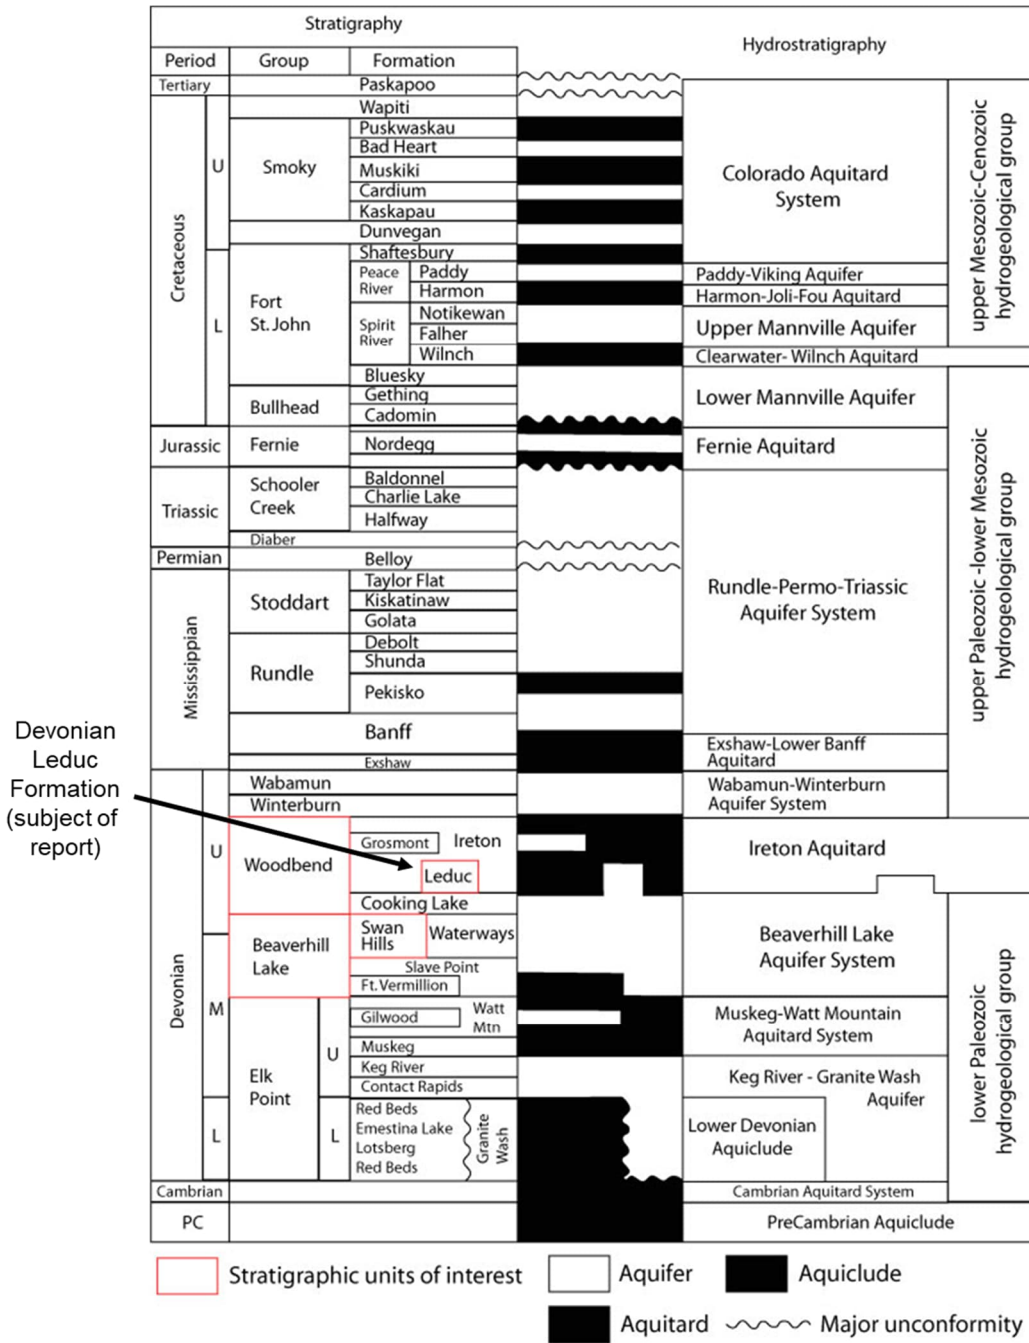 Stratigraphy
Hydrostratigraphy
Period
Group
Formation
Tertiary
Paskapoo
Cretaceous
U
Wapiti
Smoky
Puskwaskau
Bad Heart
Muskiki
Cardium
Kaskapau
Dunvegan
Colorado Aquitard
System
upper Mesozoic-Cenozoic
hydrogeological group
L
Fort
St. John
Shaftesbury
Peace
River
Paddy
Harmon
Paddy-Viking Aquifer
Harmon-Joli-Fou Aquitard
Spirit
River
Notikewan
Falher
Wilnch
Upper Mannville Aquifer
Clearwater- Wilnch Aquitard
Bluesky
Bullhead
Gething
Cadomin
Lower Mannville Aquifer
Jurassic
Fernie
Nordegg
Fernie Aquitard
upper Paleozoic -lower Mesozoic
hydrogeological group
Triassic
Schooler
Creek
Baldonnel
Charlie Lake
Halfway
Diaber
Permian
Belloy
Mississippian
Stoddart
Taylor Flat
Kiskatinaw
Golata
Rundle-Permo-Triassic
Aquifer System
Rundle
Debolt
Shunda
Pekisko
Banff
Exshaw
Exshaw-Lower Banff
Aquitard
Devonian
Leduc
Formation
(subject of
report)
Devonian
U
Wabamun
Winterburn
Wabamun-Winterburn
Aquifer System
Woodbend
Grosmont
Ireton
Leduc
Cooking Lake
Ireton Aquitard
M
Beaverhill
Lake
Swan
Hills
Waterways
Slave Point
Ft. Vermillion
Beaverhill Lake
Aquifer System
lower Paleozoic
hydrogeological group
Elk
Point
U
Gilwood
Watt
Mtn
Muskeg
Keg River
Contact Rapids
Muskeg-Watt Mountain
Aquitard System
Keg River - Granite Wash
Aquifer
L
L
Red Beds
Emestina Lake
Lotsberg
Red Beds
Granite
Wash
Lower Devonian
Aquiclude
Cambrian
Cambrian Aquitard System
PC
PreCambrian Aquiclude
Stratigraphic units of interest
Aquifer
Aquiclude
Aquitard
Major unconformity